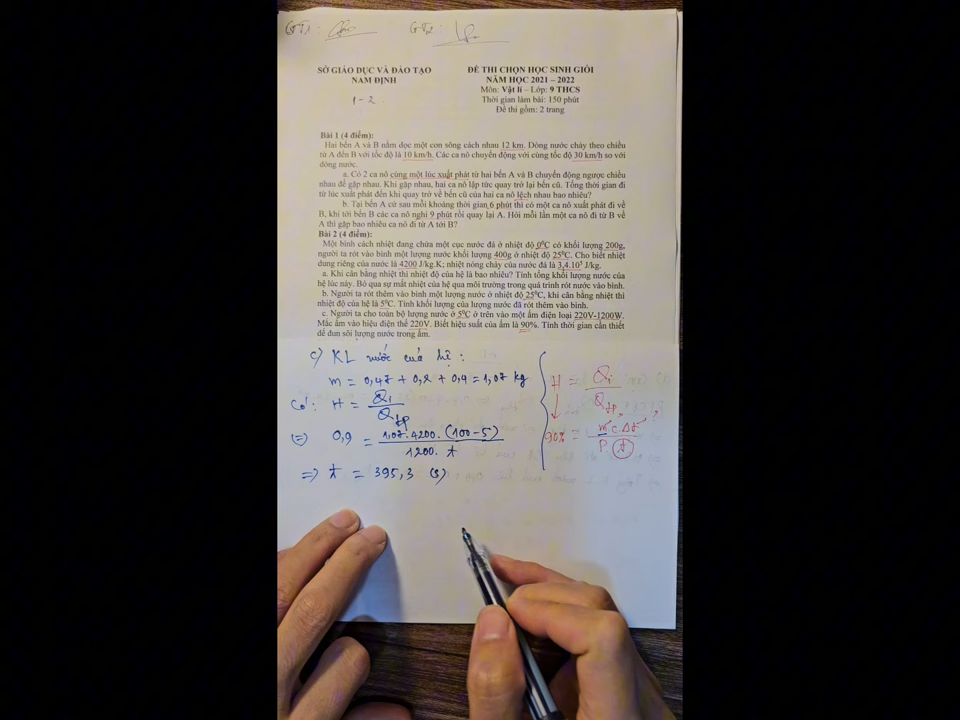 GT1:
GT2:
SỞ GIÁO DỤC VÀ ĐÀO TẠO
NAM ĐỊNH
1-2
ĐỀ THI CHỌN HỌC SINH GIỎI
NĂM HỌC 2021 – 2022
Môn: Vật lí – Lớp: 9 THCS
Thời gian làm bài: 150 phút
Đề thi gồm: 2 trang
Bài 1 (4 điểm):
Hai bến A và B nằm dọc một con sông cách nhau 12 km. Dòng nước chảy theo chiều
từ A đến B với tốc độ là 10 km/h. Các ca nô chuyển động với cùng tốc độ 30 km/h so với
dòng nước.
a. Có 2 ca nô cùng một lúc xuất phát từ hai bến A và B chuyển động ngược chiều
nhau để gặp nhau. Khi gặp nhau, hai ca nô lập tức quay trở lại bến cũ. Tổng thời gian đi
từ lúc xuất phát đến khi quay trở về bến cũ của hai ca nô lệch nhau bao nhiêu?
b. Tại bến A cứ sau mỗi khoảng thời gian 6 phút thì có một ca nô xuất phát đi về
B, khi tới bến B các ca nô nghỉ 9 phút rồi quay lại A. Hỏi mỗi lần một ca nô đi từ B về
A thì gặp bao nhiêu ca nô đi từ A tới B?
Bài 2 (4 điểm):
Một bình cách nhiệt đang chứa một cục nước đá ở nhiệt độ 0⁰C có khối lượng 200g,
người ta rót vào bình một lượng nước khối lượng 400g ở nhiệt độ 25⁰C. Cho biết nhiệt
dung riêng của nước là 4200 J/kg.K; nhiệt nóng chảy của nước đá là 3,4.10⁵ J/kg.
a. Khi cân bằng nhiệt thì nhiệt độ của hệ là bao nhiêu? Tính tổng khối lượng nước của
hệ lúc này. Bỏ qua sự mất nhiệt của hệ qua môi trường trong quá trình rót nước vào bình.
b. Người ta rót thêm vào bình một lượng nước ở nhiệt độ 25⁰C, khi cân bằng nhiệt thì
nhiệt độ của hệ là 5⁰C. Tính khối lượng của lượng nước đã rót thêm vào bình.
c. Người ta cho toàn bộ lượng nước ở 5⁰C ở trên vào một ấm điện loại 220V-1200W.
Mắc ấm vào hiệu điện thế 220V. Biết hiệu suất của ấm là 90%. Tính thời gian cần thiết
để đun sôi lượng nước trong ấm.
c) KL nước của hệ :
m = 0,47 + 0,2 + 0,4 = 1,07 kg
Có: H = Qi / Qtp
(=) 0,9 = 1,07.4200.(100-5) / 1200. t
=> t = 395,3 (s)
H = Qi / Qtp
90% = m.c.Δt / P.t